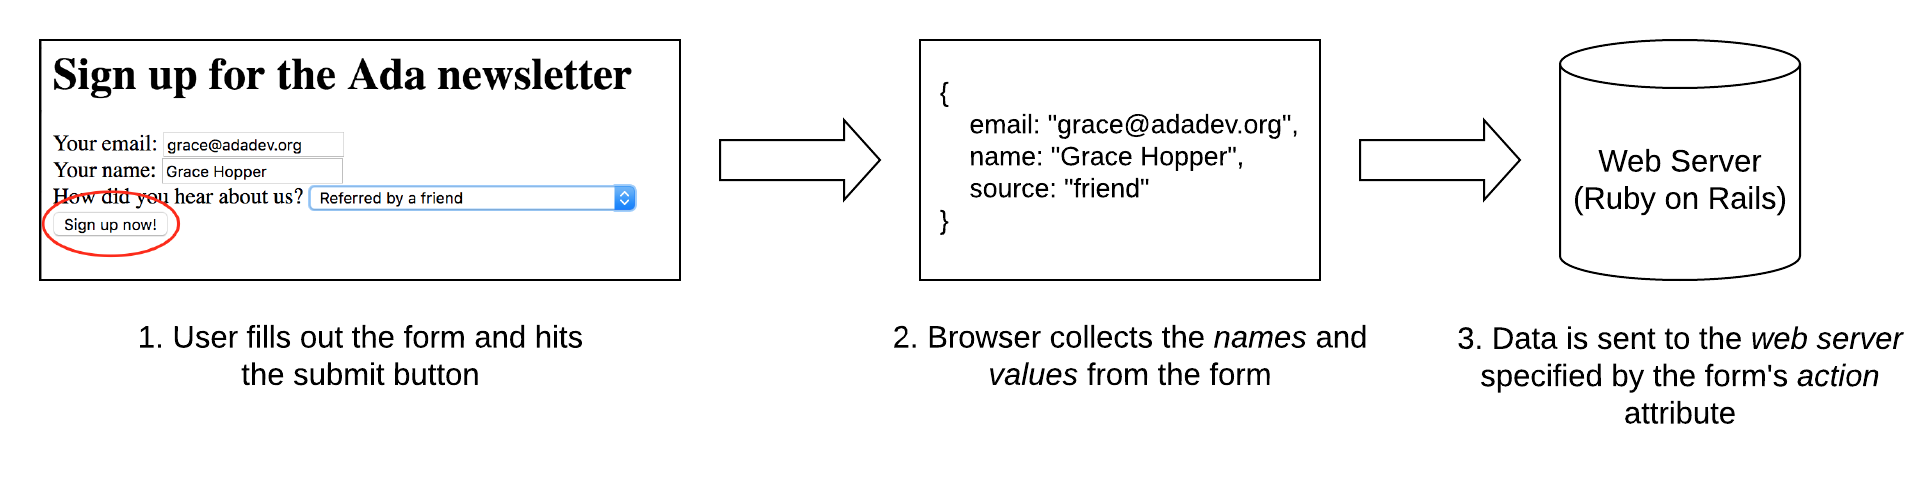 Sign up for the Ada newsletter
Your email: grace@adadev.org
Your name: Grace Hopper
How did you hear about us? Referred by a friend
Sign up now!
1. User fills out the form and hits
the submit button
{
email: "grace@adadev.org",
name: "Grace Hopper",
source: "friend"
}
2. Browser collects the names and
values from the form
Web Server
(Ruby on Rails)
3. Data is sent to the web server
specified by the form's action
attribute